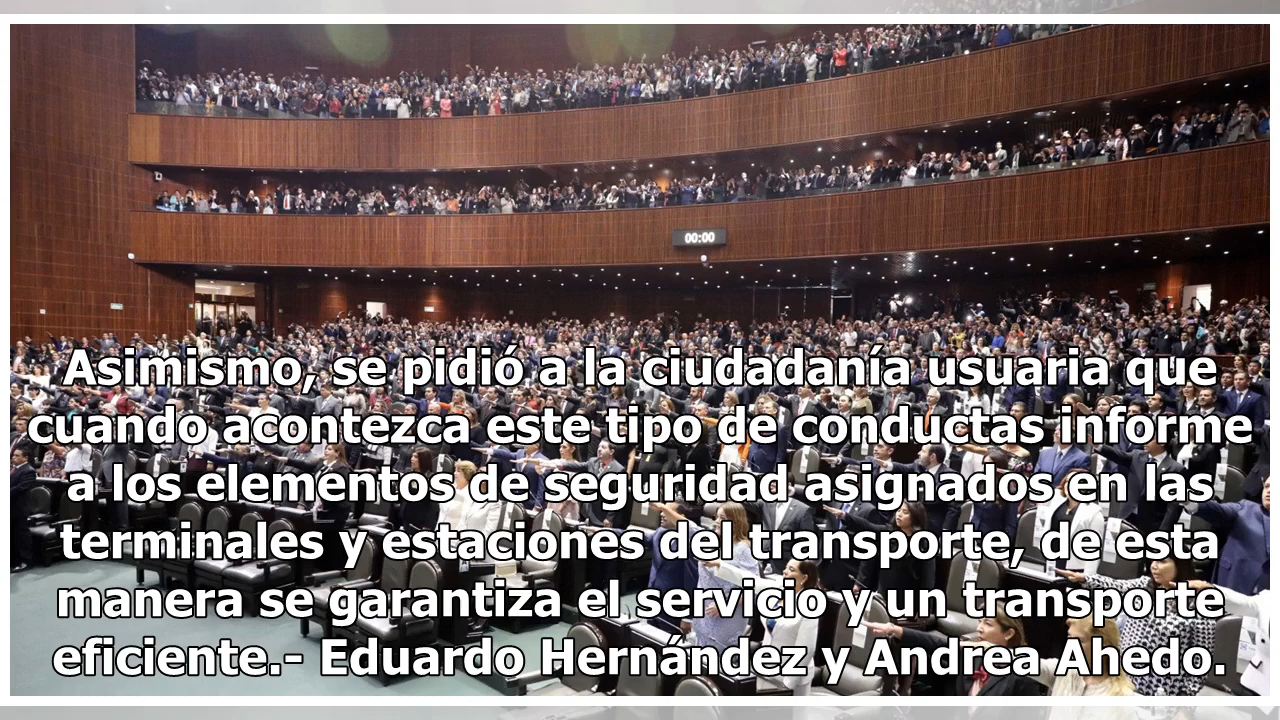 00:00
Asimismo, se pidió a la ciudadanía usuaria que
cuando acontezca este tipo de conductas informe
a los elementos de seguridad asignados en las
terminales y estaciones del transporte, de esta
manera se garantiza el servicio y un transporte
eficiente.- Eduardo Hernández y Andrea Ahedo.